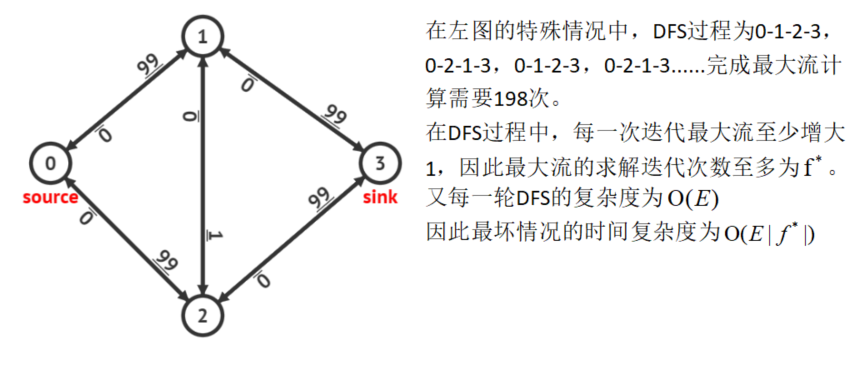 在左图的特殊情况中，DFS过程为0-1-2-3，
0-2-1-3，0-1-2-3，0-2-1-3......完成最大流计
算需要198次。
在DFS过程中，每一次迭代最大流至少增大
1，因此最大流的求解迭代次数至多为f*。
又每一轮DFS的复杂度为O(E)
因此最坏情况的时间复杂度为O(E|f*|)
1
99
0
0
99
0
0
source
3
sink
0
99
1
99
0
2